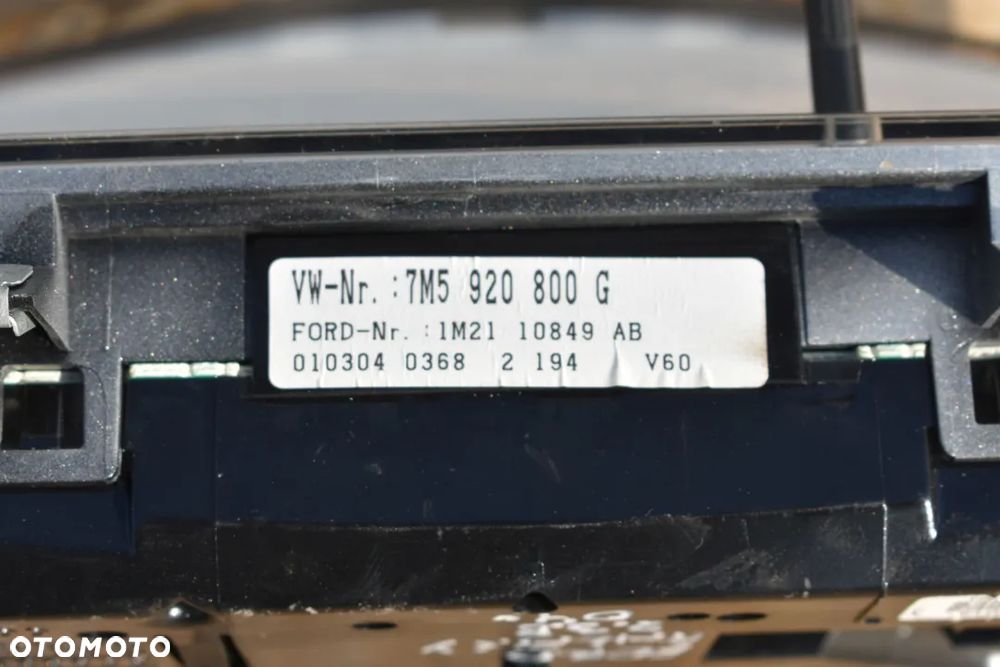 VW-Nr. :7M5 920 800 G
FORD-Nr. :1M21 10849 AB
010304 0368 2 194 V60
OTOMOTO